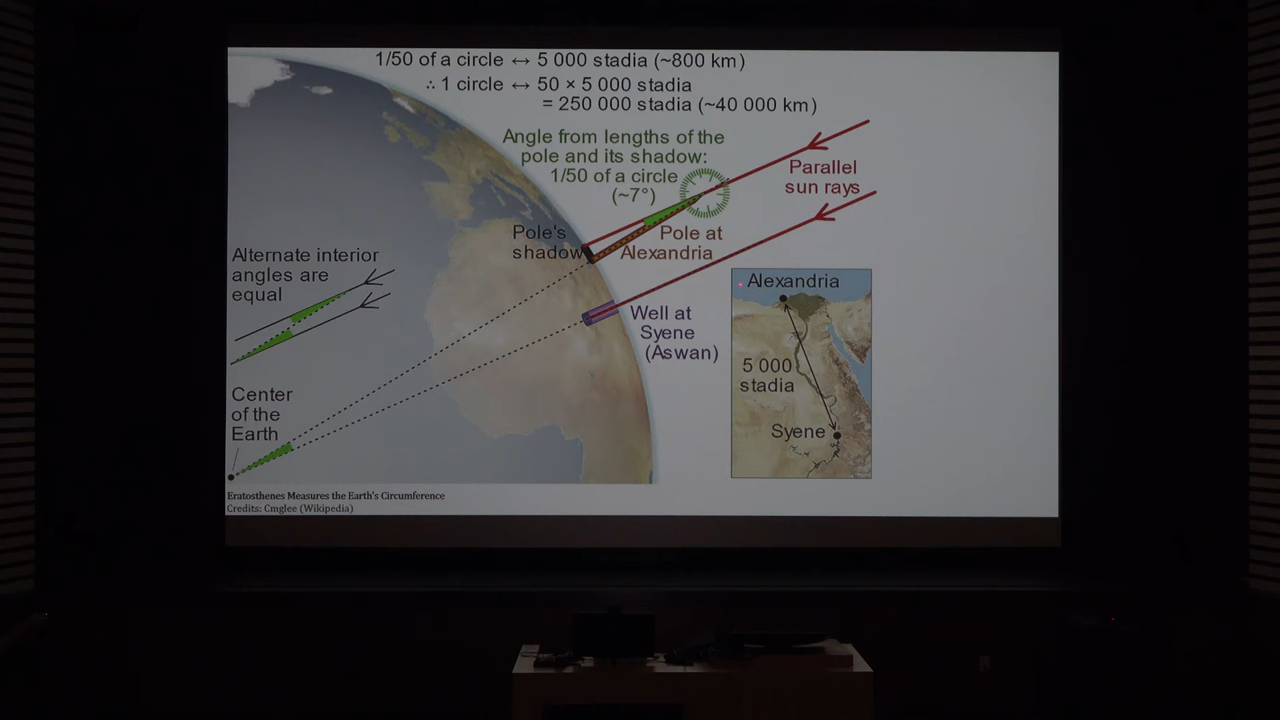 1/50 of a circle ↔ 5 000 stadia (~800 km)
∴ 1 circle ↔ 50 × 5 000 stadia
= 250 000 stadia (~40 000 km)
Angle from lengths of the
pole and its shadow:
1/50 of a circle
(~7°)
Parallel
sun rays
Pole's
shadow
Pole at
Alexandria
Alternate interior
angles are
equal
Well at
Syene
(Aswan)
Alexandria
5 000
stadia
Syene
Center
of the
Earth
Eratosthenes Measures the Earth's Circumference
Credits: Cmglee (Wikipedia)